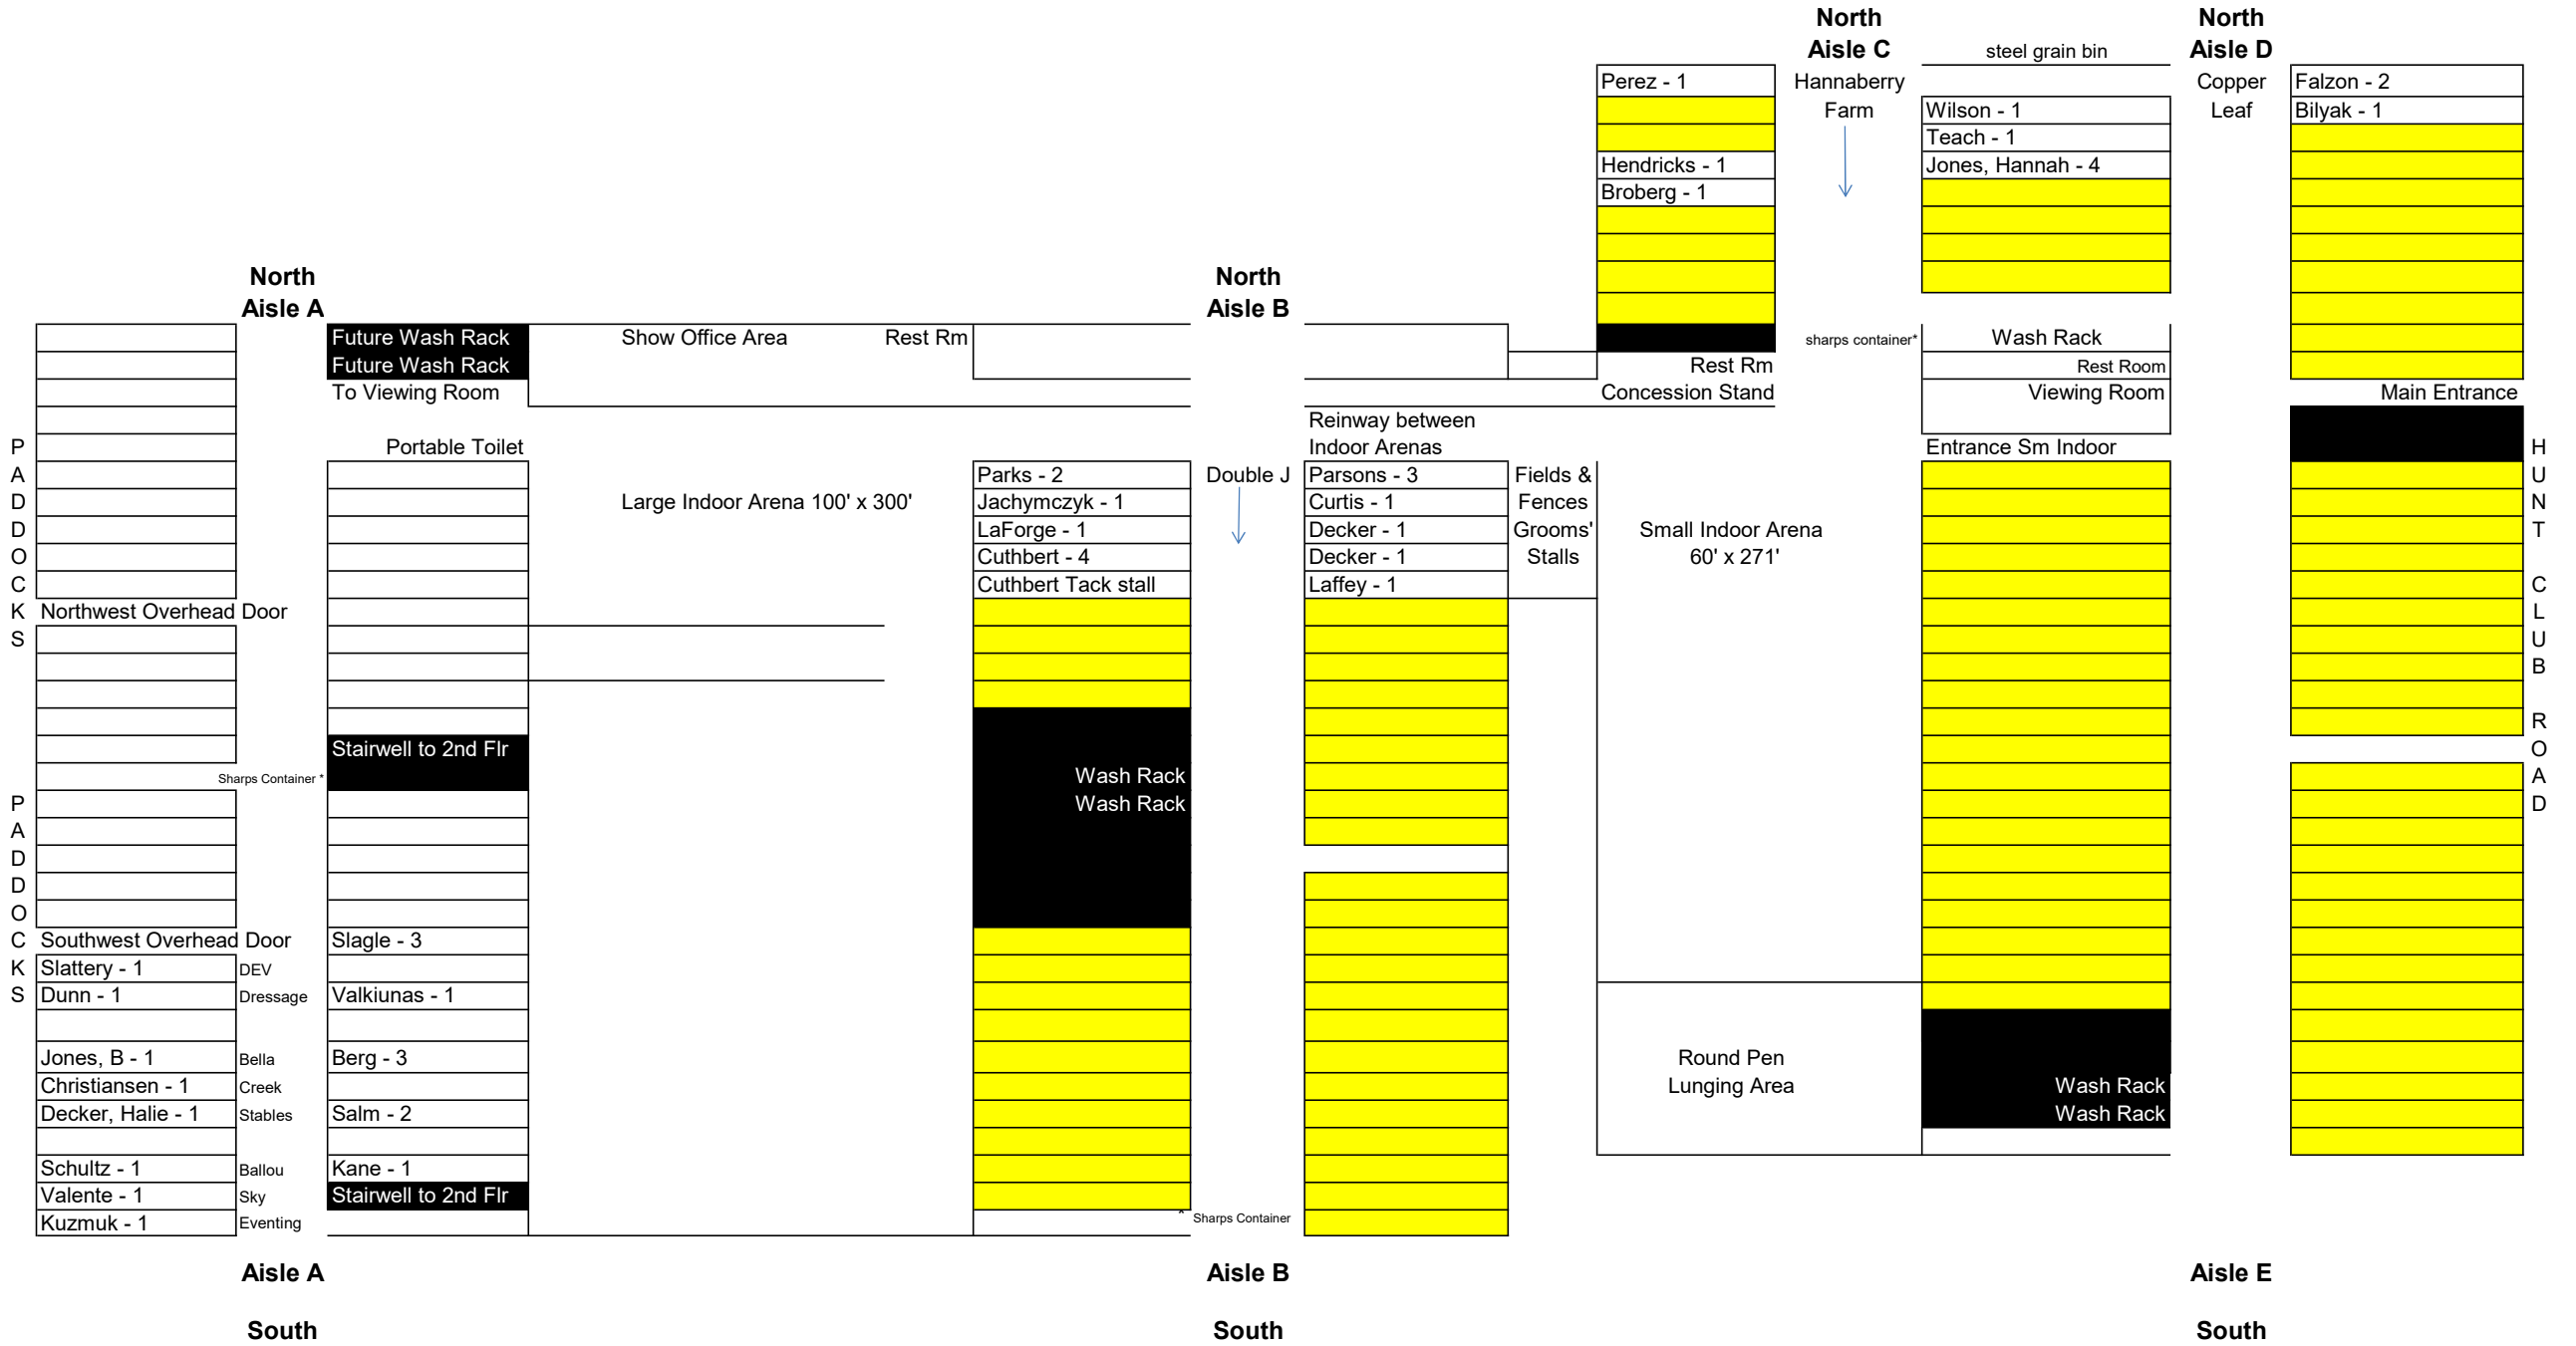 North North
Aisle C steel grain bin Aisle D
Perez - 1 Hannaberry Copper Falzon - 2
Farm Wilson - 1 Leaf Bilyak - 1
Teach - 1
Hendricks - 1 Jones, Hannah - 4
Broberg - 1
North North
Aisle A Aisle B
Future Wash Rack Show Office Area Rest Rm sharps container* Wash Rack
Future Wash Rack Rest Rm Rest Room
To Viewing Room Concession Stand Viewing Room Main Entrance
Reinway between
P Portable Toilet Indoor Arenas Entrance Sm Indoor H
A Parks - 2 Double J Parsons - 3 Fields & U
D Large Indoor Arena 100' x 300' Jachymczyk - 1 Curtis - 1 Fences N
D LaForge - 1 Decker - 1 Grooms' Small Indoor Arena T
O Cuthbert - 4 Decker - 1 Stalls 60' x 271'
C Cuthbert Tack stall Laffey - 1 C
K Northwest Overhead Door L
S U
B
R
Stairwell to 2nd Flr O
Sharps Container * Wash Rack A
P Wash Rack D
A
D
D
O
C Southwest Overhead Door Slagle - 3
K Slattery - 1 DEV
S Dunn - 1 Dressage Valkiunas - 1
Jones, B - 1 Bella Berg - 3 Round Pen
Christiansen - 1 Creek Lunging Area Wash Rack
Decker, Halie - 1 Stables Salm - 2 Wash Rack
Schultz - 1 Ballou Kane - 1
Valente - 1 Sky Stairwell to 2nd Flr
Kuzmuk - 1 Eventing * Sharps Container
Aisle A Aisle B Aisle E
South South South